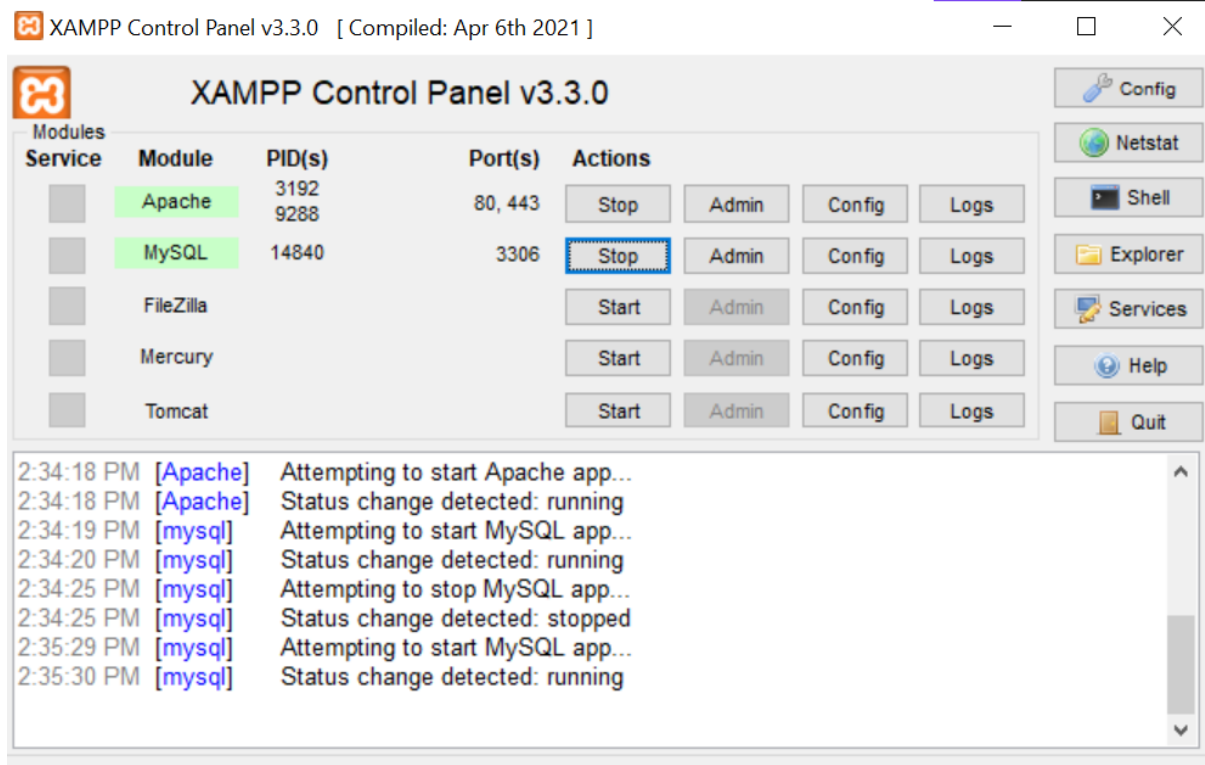 XAMPP Control Panel v3.3.0 [ Compiled: Apr 6th 2021 ]
XAMPP Control Panel v3.3.0
Config
Modules
Service Module PID(s) Port(s) Actions
Netstat
Apache 3192 9288 80, 443 Stop Admin Config Logs
Shell
MySQL 14840 3306 Stop Admin Config Logs
Explorer
FileZilla Start Admin Config Logs
Services
Mercury Start Admin Config Logs
Help
Tomcat Start Admin Config Logs
Quit
2:34:18 PM [Apache] Attempting to start Apache app...
2:34:18 PM [Apache] Status change detected: running
2:34:19 PM [mysql] Attempting to start MySQL app...
2:34:20 PM [mysql] Status change detected: running
2:34:25 PM [mysql] Attempting to stop MySQL app...
2:34:25 PM [mysql] Status change detected: stopped
2:35:29 PM [mysql] Attempting to start MySQL app...
2:35:30 PM [mysql] Status change detected: running